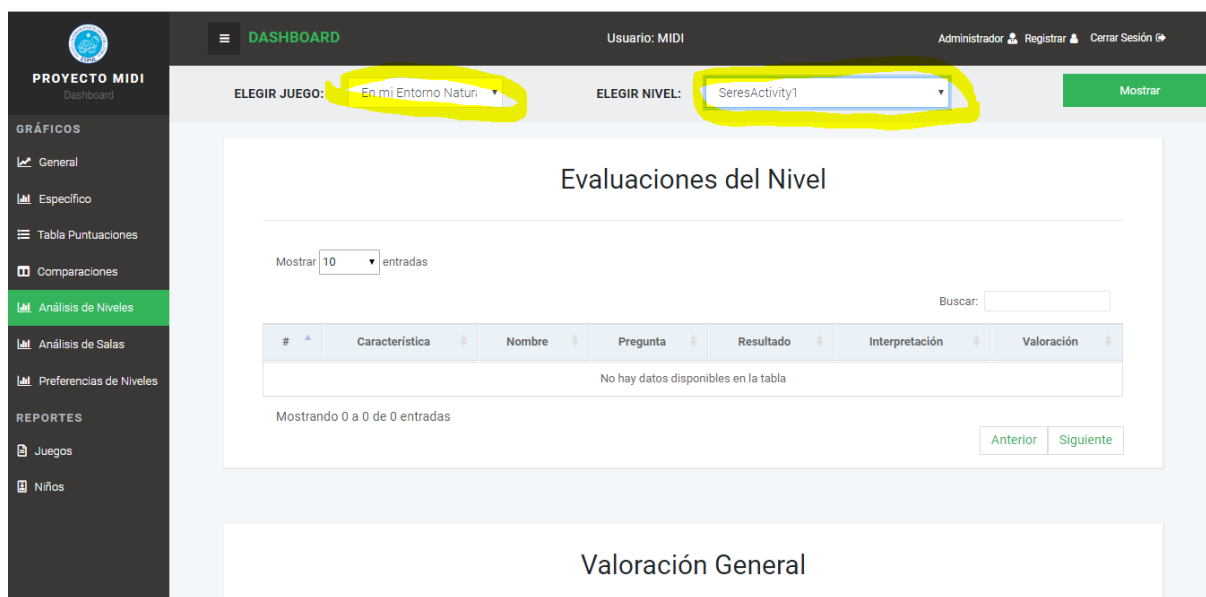 DASHBOARD Usuario: MIDI Administrador Registrar Cerrar Sesión
PROYECTO MIDI
Dashboard
ELEGIR JUEGO: En mi Entorno Natura ELEGIR NIVEL: SeresActivity1 Mostrar
GRÁFICOS
General
Específico
Tabla Puntuaciones
Comparaciones
Análisis de Niveles
Análisis de Salas
Preferencias de Niveles
REPORTES
Juegos
Niños
Evaluaciones del Nivel
Mostrar 10 entradas
Buscar:
# Característica Nombre Pregunta Resultado Interpretación Valoración
No hay datos disponibles en la tabla
Mostrando 0 a 0 de 0 entradas
Anterior Siguiente
Valoración General